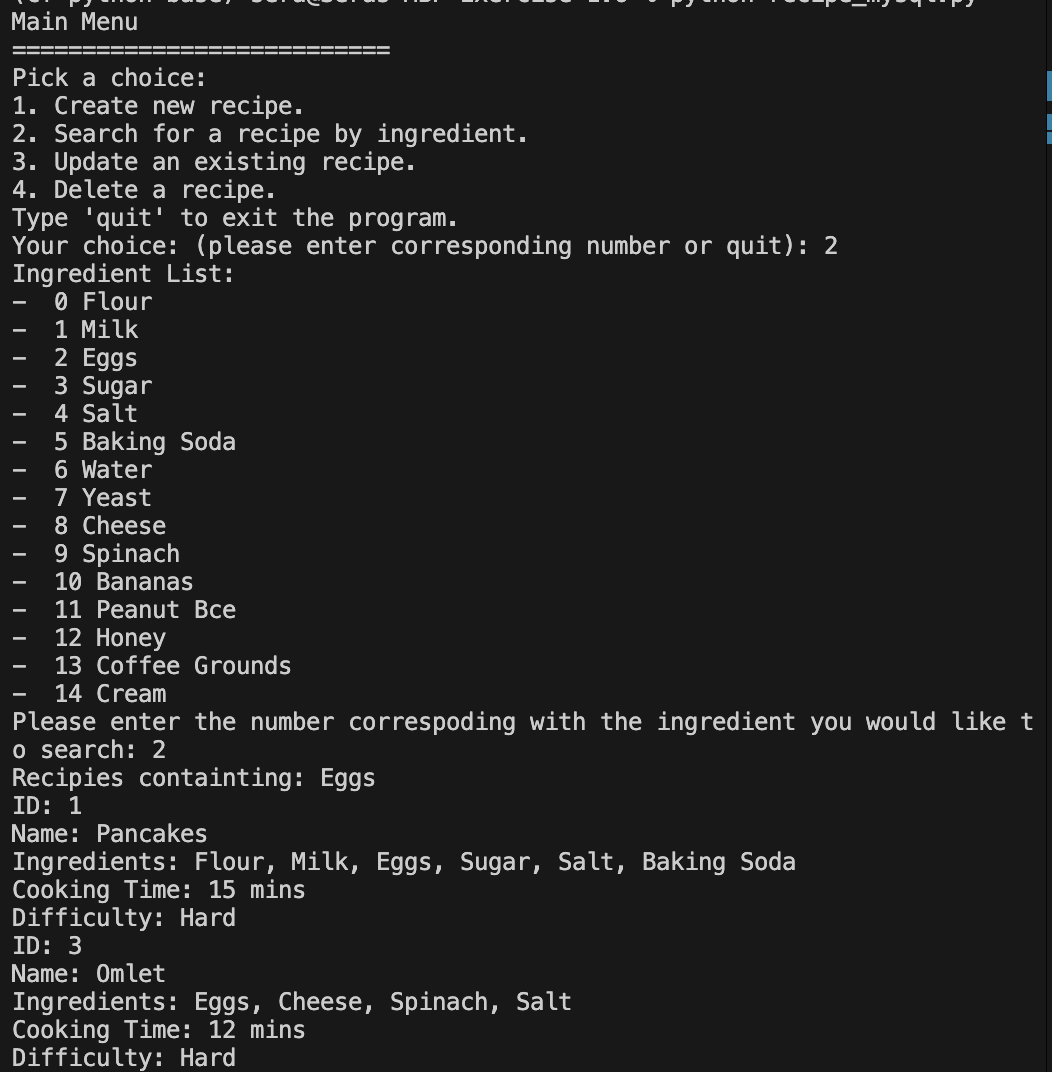 Main Menu
===========================
Pick a choice:
1. Create new recipe.
2. Search for a recipe by ingredient.
3. Update an existing recipe.
4. Delete a recipe.
Type 'quit' to exit the program.
Your choice: (please enter corresponding number or quit): 2
Ingredient List:
-  0 Flour
-  1 Milk
-  2 Eggs
-  3 Sugar
-  4 Salt
-  5 Baking Soda
-  6 Water
-  7 Yeast
-  8 Cheese
-  9 Spinach
-  10 Bananas
-  11 Peanut Bce
-  12 Honey
-  13 Coffee Grounds
-  14 Cream
Please enter the number correspoding with the ingredient you would like t
o search: 2
Recipies containting: Eggs
ID: 1
Name: Pancakes
Ingredients: Flour, Milk, Eggs, Sugar, Salt, Baking Soda
Cooking Time: 15 mins
Difficulty: Hard
ID: 3
Name: Omlet
Ingredients: Eggs, Cheese, Spinach, Salt
Cooking Time: 12 mins
Difficulty: Hard